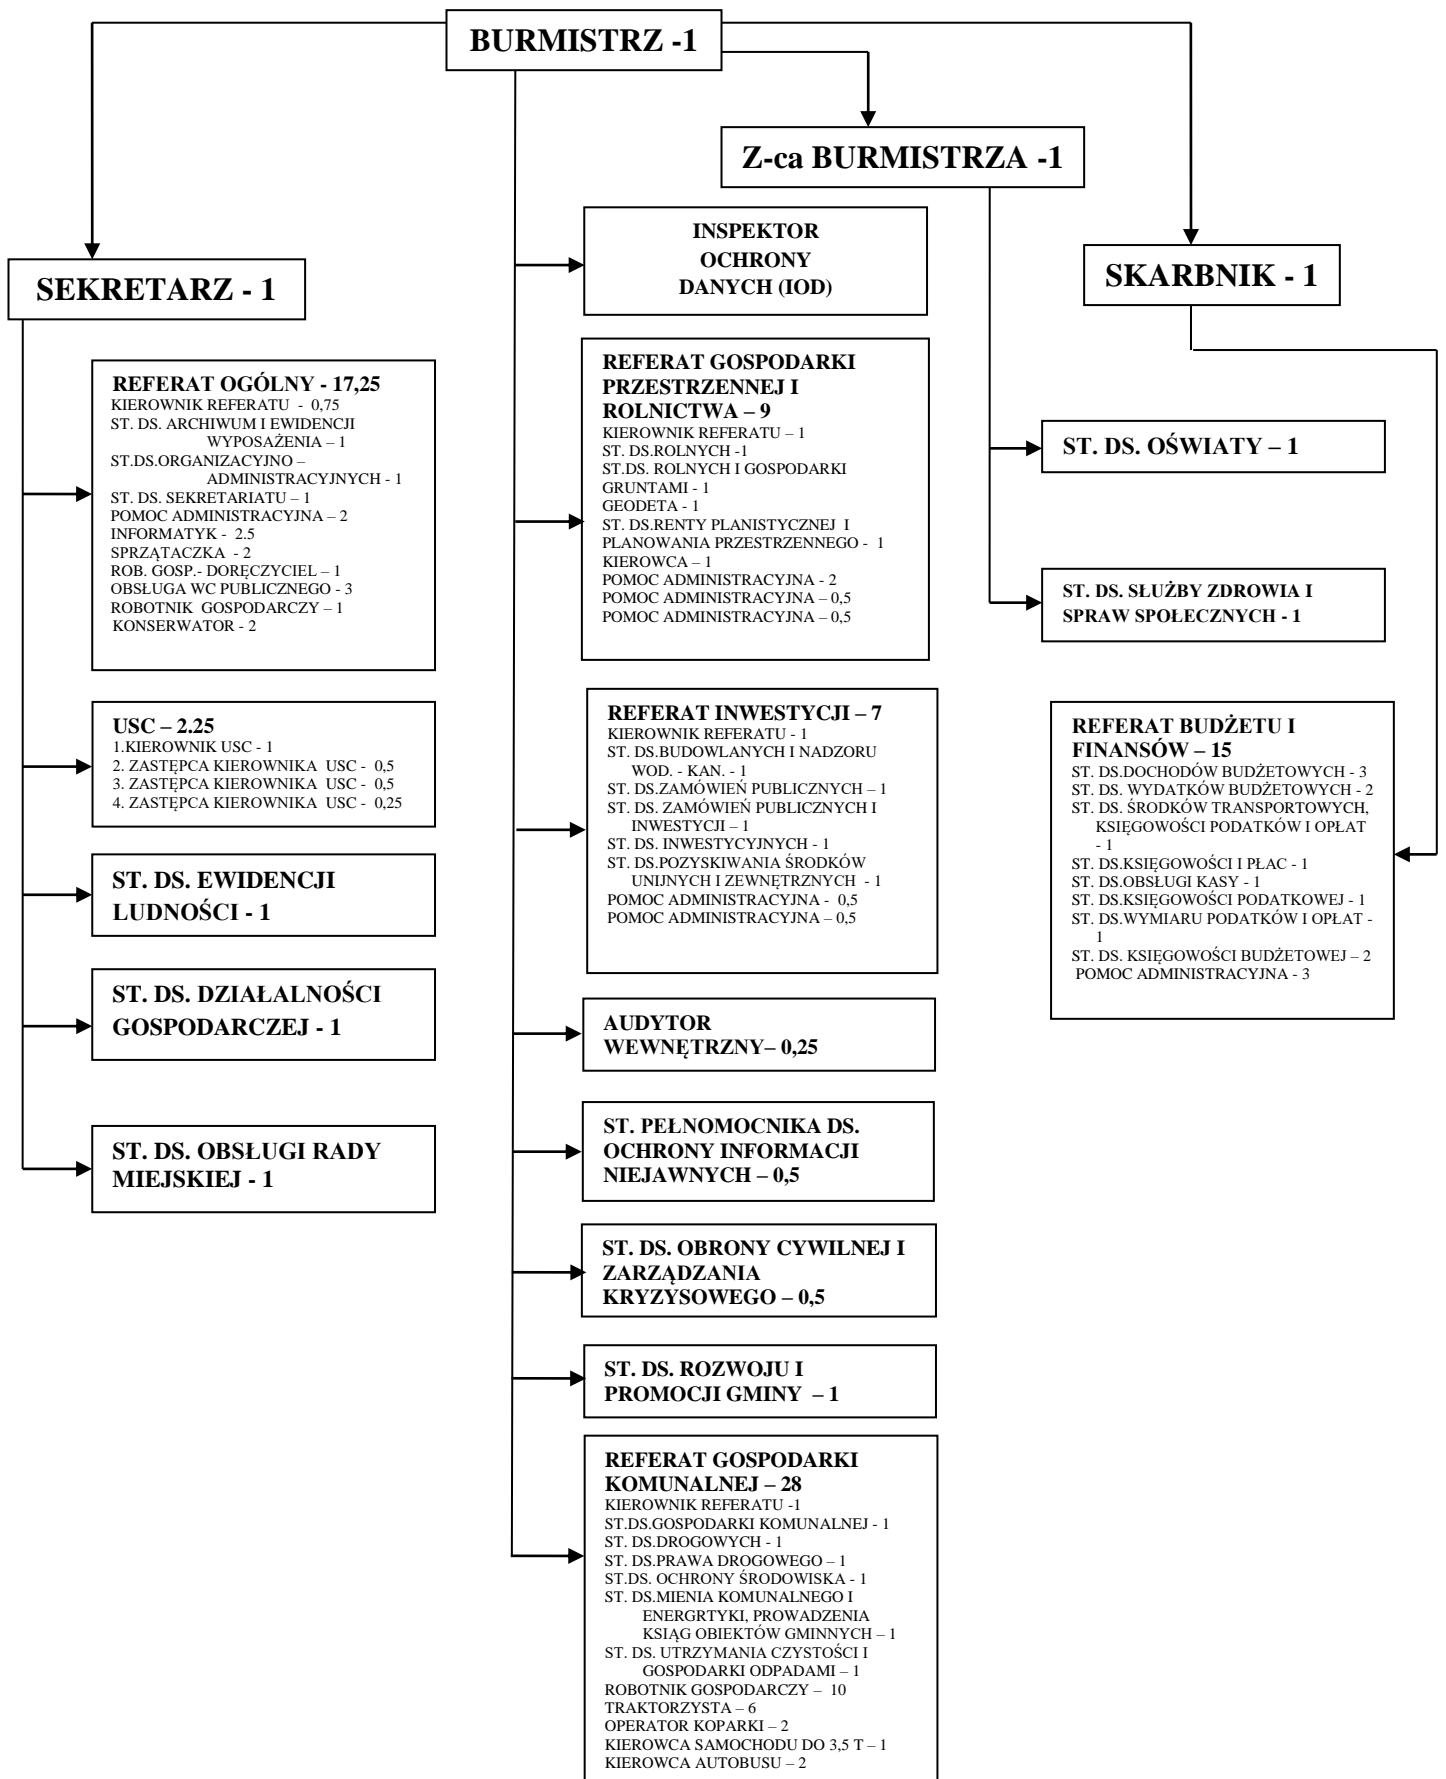 BURMISTRZ -1
Z-ca BURMISTRZA -1
INSPEKTOR
OCHRONY
DANYCH (IOD)
SEKRETARZ - 1
SKARBNIK - 1
REFERAT OGÓLNY - 17,25
KIEROWNIK REFERATU - 0,75
ST. DS. ARCHIWUM I EWIDENCJI
WYPOSAŻENIA – 1
ST.DS.ORGANIZACYJNO –
ADMINISTRACYJNYCH - 1
ST. DS. SEKRETARIATU – 1
POMOC ADMINISTRACYJNA – 2
INFORMATYK - 2.5
SPRZĄTACZKA - 2
ROB. GOSP.- DORĘCZYCIEL – 1
OBSŁUGA WC PUBLICZNEGO - 3
ROBOTNIK GOSPODARCZY – 1
KONSERWATOR - 2
REFERAT GOSPODARKI
PRZESTRZENNEJ I
ROLNICTWA – 9
KIEROWNIK REFERATU – 1
ST. DS.ROLNYCH -1
ST.DS. ROLNYCH I GOSPODARKI
GRUNTAMI - 1
GEODETA - 1
ST. DS.RENTY PLANISTYCZNEJ I
PLANOWANIA PRZESTRZENNEGO - 1
KIEROWCA – 1
POMOC ADMINISTRACYJNA - 2
POMOC ADMINISTRACYJNA – 0,5
POMOC ADMINISTRACYJNA – 0,5
ST. DS. OŚWIATY – 1
ST. DS. SŁUŻBY ZDROWIA I
SPRAW SPOŁECZNYCH - 1
USC – 2.25
1.KIEROWNIK USC - 1
2. ZASTĘPCA KIEROWNIKA USC - 0,5
3. ZASTĘPCA KIEROWNIKA USC - 0,5
4. ZASTĘPCA KIEROWNIKA USC - 0,25
REFERAT INWESTYCJI – 7
KIEROWNIK REFERATU - 1
ST. DS.BUDOWLANYCH I NADZORU
WOD. - KAN. - 1
ST. DS.ZAMÓWIEŃ PUBLICZNYCH – 1
ST. DS. ZAMÓWIEŃ PUBLICZNYCH I
INWESTYCJI – 1
ST. DS. INWESTYCYJNYCH - 1
ST. DS.POZYSKIWANIA ŚRODKÓW
UNIJNYCH I ZEWNĘTRZNYCH - 1
POMOC ADMINISTRACYJNA - 0,5
POMOC ADMINISTRACYJNA – 0,5
REFERAT BUDŻETU I
FINANSÓW – 15
ST. DS.DOCHODÓW BUDŻETOWYCH - 3
ST. DS. WYDATKÓW BUDŻETOWYCH - 2
ST. DS. ŚRODKÓW TRANSPORTOWYCH,
KSIĘGOWOŚCI PODATKÓW I OPŁAT
- 1
ST. DS.KSIĘGOWOŚCI I PŁAC - 1
ST. DS.OBSŁUGI KASY - 1
ST. DS.KSIĘGOWOŚCI PODATKOWEJ - 1
ST. DS.WYMIARU PODATKÓW I OPŁAT -
1
ST. DS. KSIĘGOWOŚCI BUDŻETOWEJ – 2
POMOC ADMINISTRACYJNA - 3
ST. DS. EWIDENCJI
LUDNOŚCI - 1
ST. DS. DZIAŁALNOŚCI
GOSPODARCZEJ - 1
ST. DS. OBSŁUGI RADY
MIEJSKIEJ - 1
AUDYTOR
WEWNĘTRZNY– 0,25
ST. PEŁNOMOCNIKA DS.
OCHRONY INFORMACJI
NIEJAWNYCH – 0,5
ST. DS. OBRONY CYWILNEJ I
ZARZĄDZANIA
KRYZYSOWEGO – 0,5
ST. DS. ROZWOJU I
PROMOCJI GMINY – 1
REFERAT GOSPODARKI
KOMUNALNEJ – 28
KIEROWNIK REFERATU -1
ST.DS.GOSPODARKI KOMUNALNEJ - 1
ST. DS.DROGOWYCH - 1
ST. DS.PRAWA DROGOWEGO – 1
ST.DS. OCHRONY ŚRODOWISKA - 1
ST. DS.MIENIA KOMUNALNEGO I
ENERGRTYKI, PROWADZENIA
KSIĄG OBIEKTÓW GMINNYCH – 1
ST. DS. UTRZYMANIA CZYSTOŚCI I
GOSPODARKI ODPADAMI – 1
ROBOTNIK GOSPODARCZY – 10
TRAKTORZYSTA – 6
OPERATOR KOPARKI – 2
KIEROWCA SAMOCHODU DO 3,5 T – 1
KIEROWCA AUTOBUSU – 2